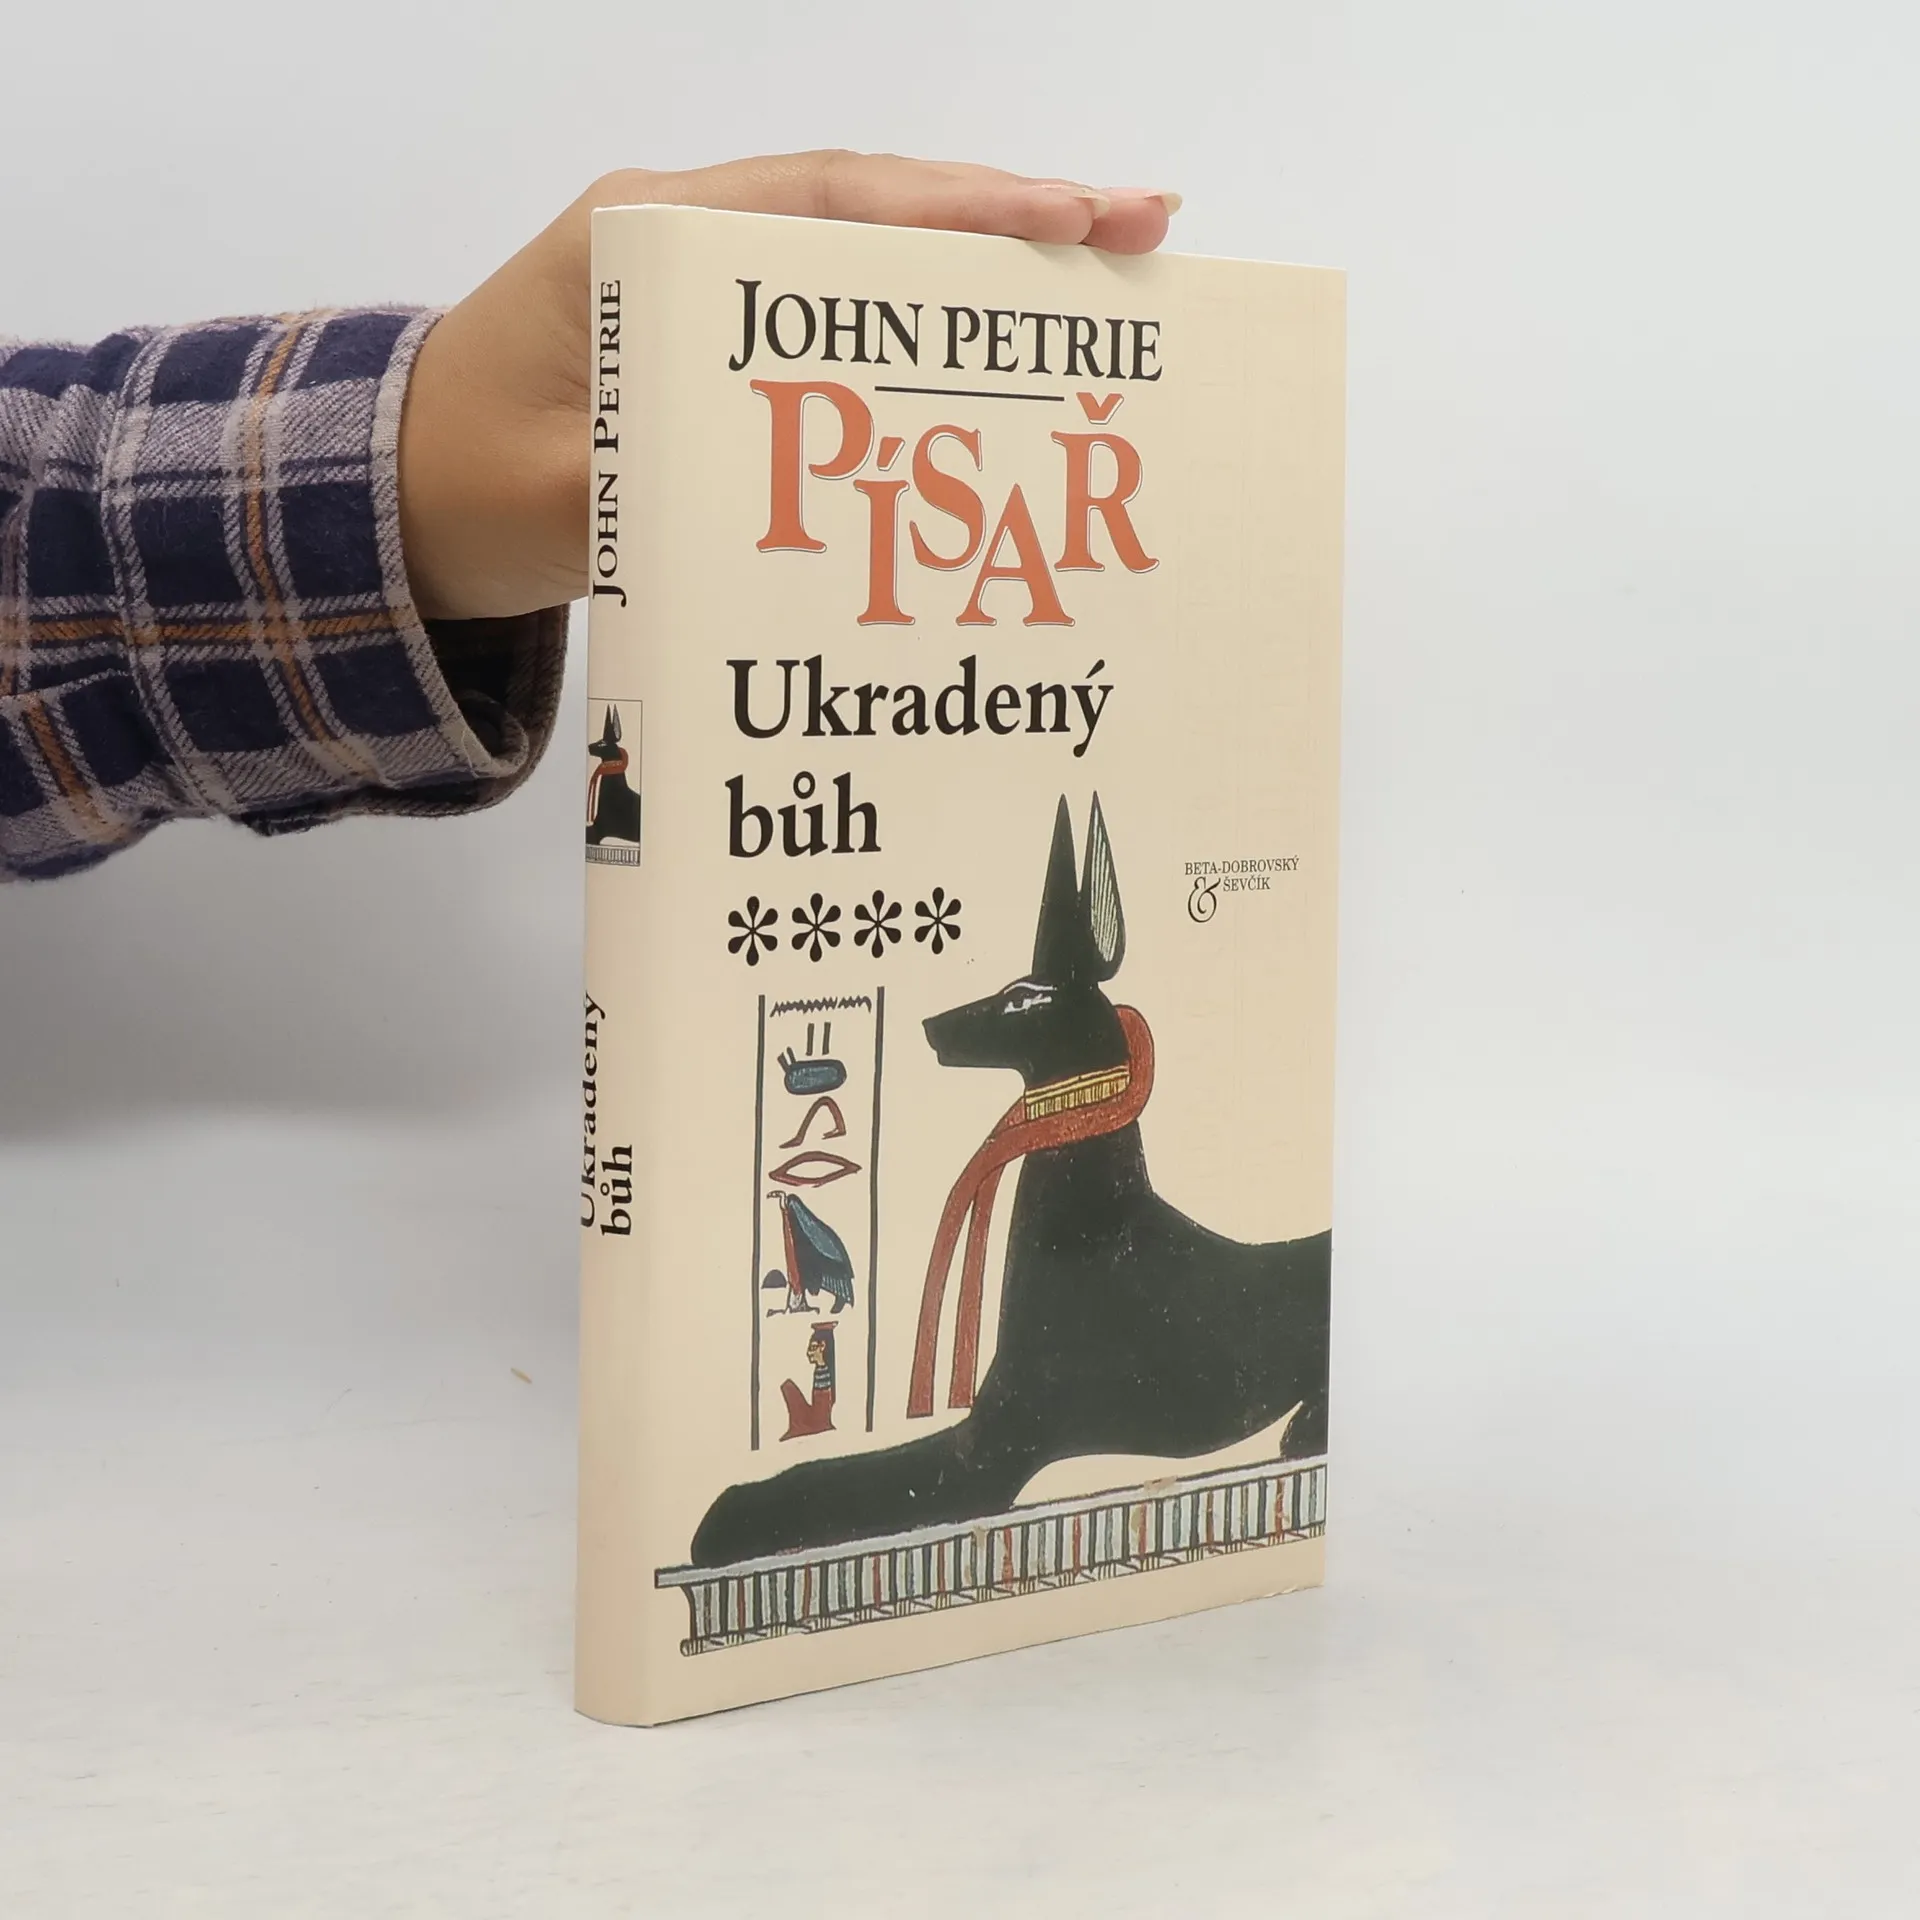 JOHN PETRIE
PÍSAŘ
Ukradený
bůh
****
BETA-DOBROVSKÝ
& ŠEVČÍK
JOHN PETRIE
Ukradený
bůh